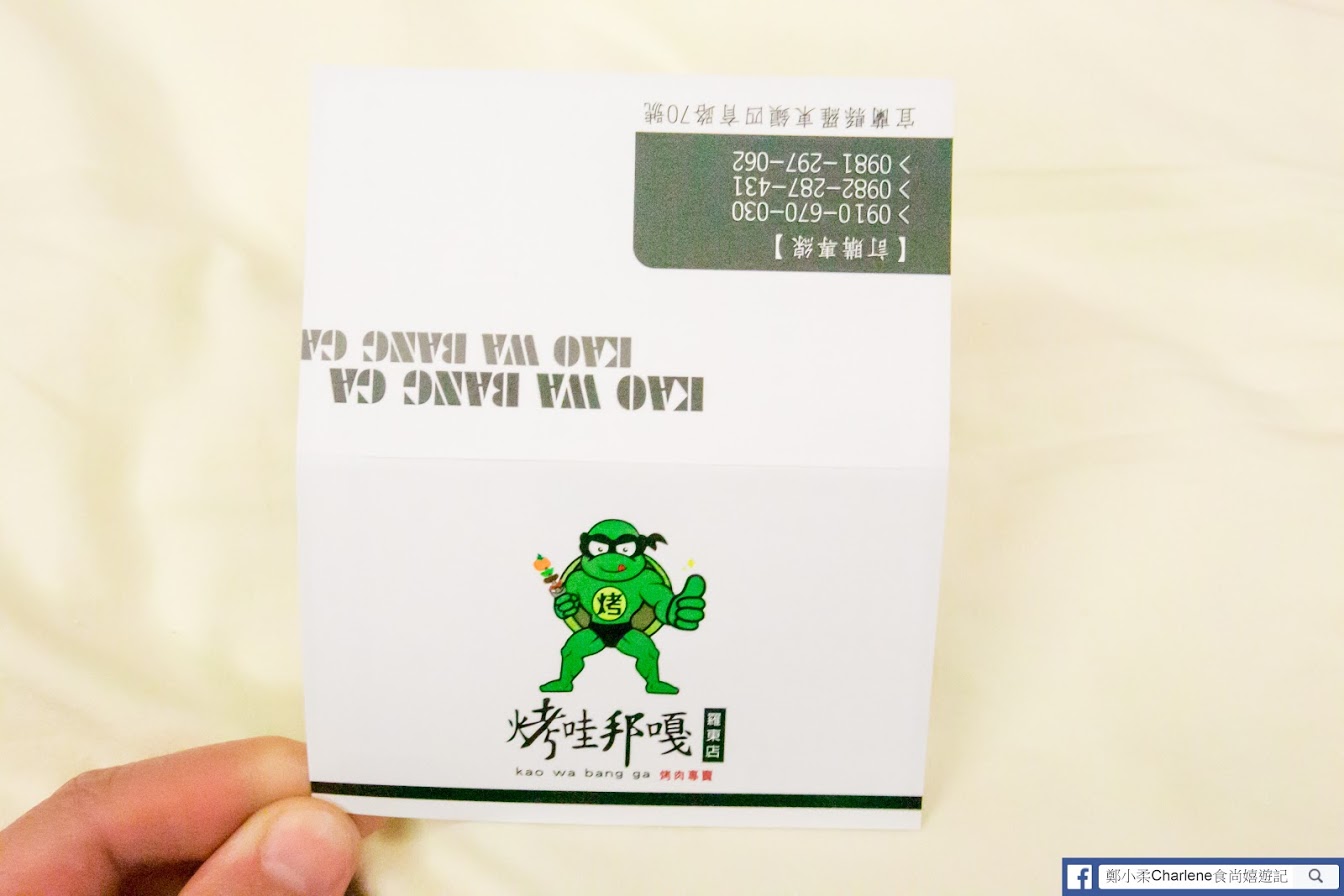 宜蘭縣羅東鎮四育路70號
> 0981-297-062
> 0982-287-431
> 0910-670-030
【訂購專線】
KAO WA BANG GA
KAO WA BANG GA
烤
烤哇邦嘎
羅東店
kao wa bang ga 烤肉專賣
鄭小柔Charlene食尚嬉遊記